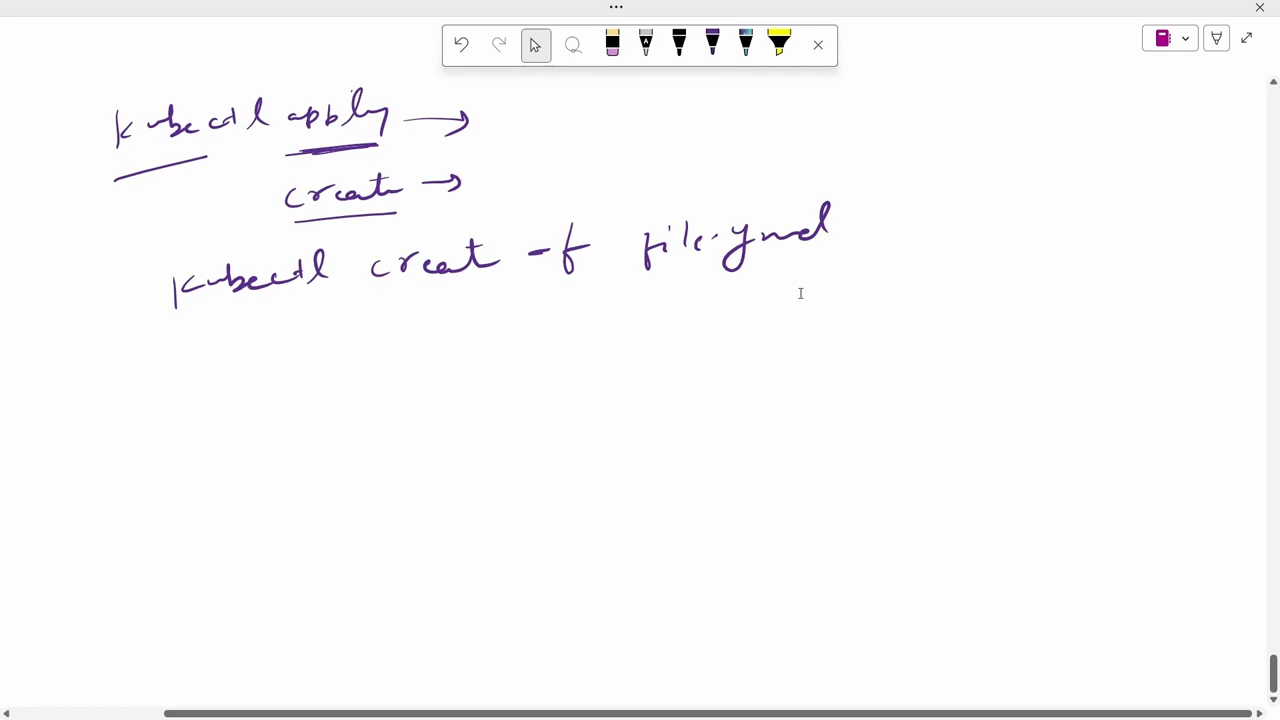 kubectl apply →
create →
kubectl creat -f file.yml